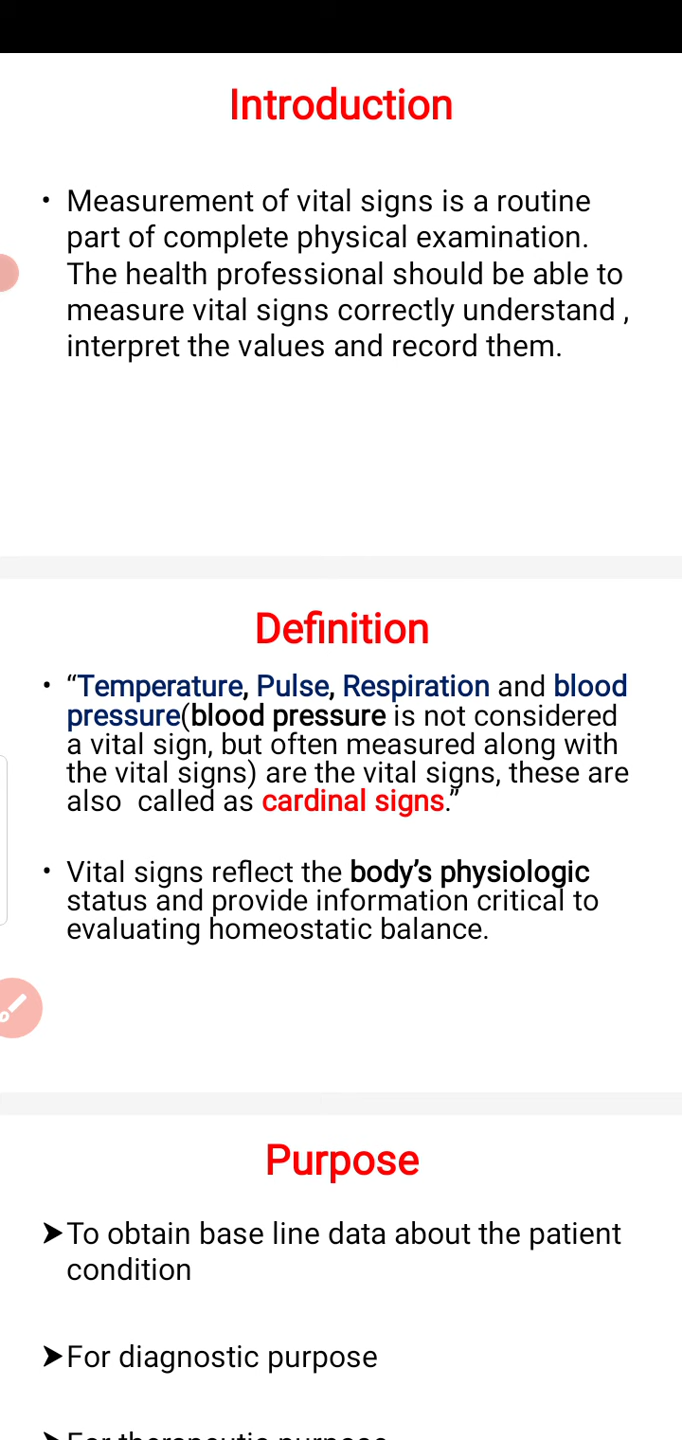 Introduction
• Measurement of vital signs is a routine
part of complete physical examination.
The health professional should be able to
measure vital signs correctly understand ,
interpret the values and record them.
Definition
• “Temperature, Pulse, Respiration and blood
pressure(blood pressure is not considered
a vital sign, but often measured along with
the vital signs) are the vital signs, these are
also  called as cardinal signs.”
• Vital signs reflect the body’s physiologic
status and provide information critical to
evaluating homeostatic balance.
Purpose
➤To obtain base line data about the patient
condition
➤For diagnostic purpose
➤For therapeutic purpose